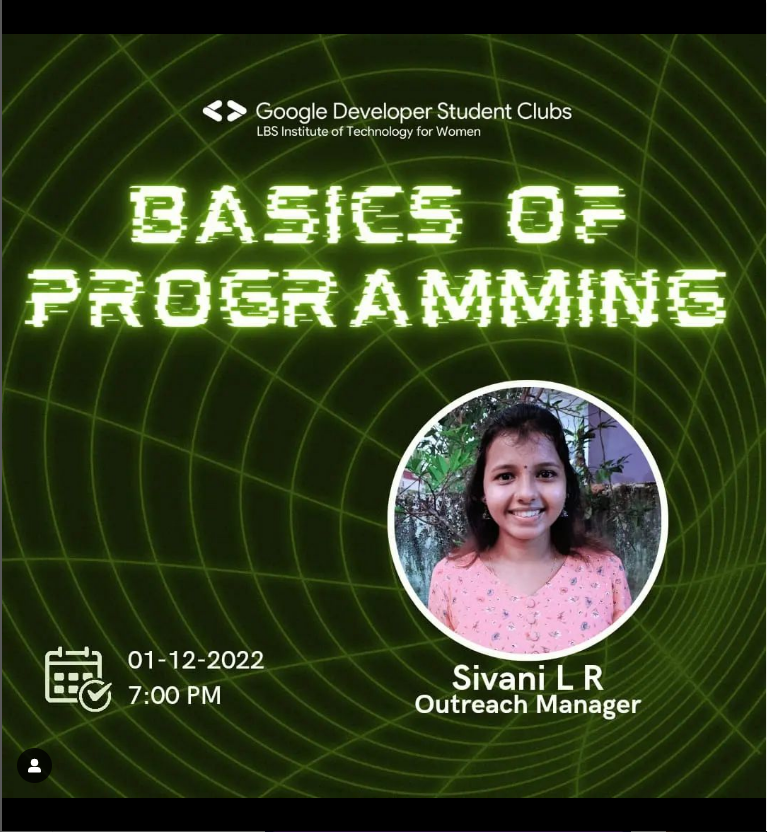 Google Developer Student Clubs
LBS Institute of Technology for Women
BASICS OF
PROGRAMMING
01-12-2022
7:00 PM
Sivani L R
Outreach Manager